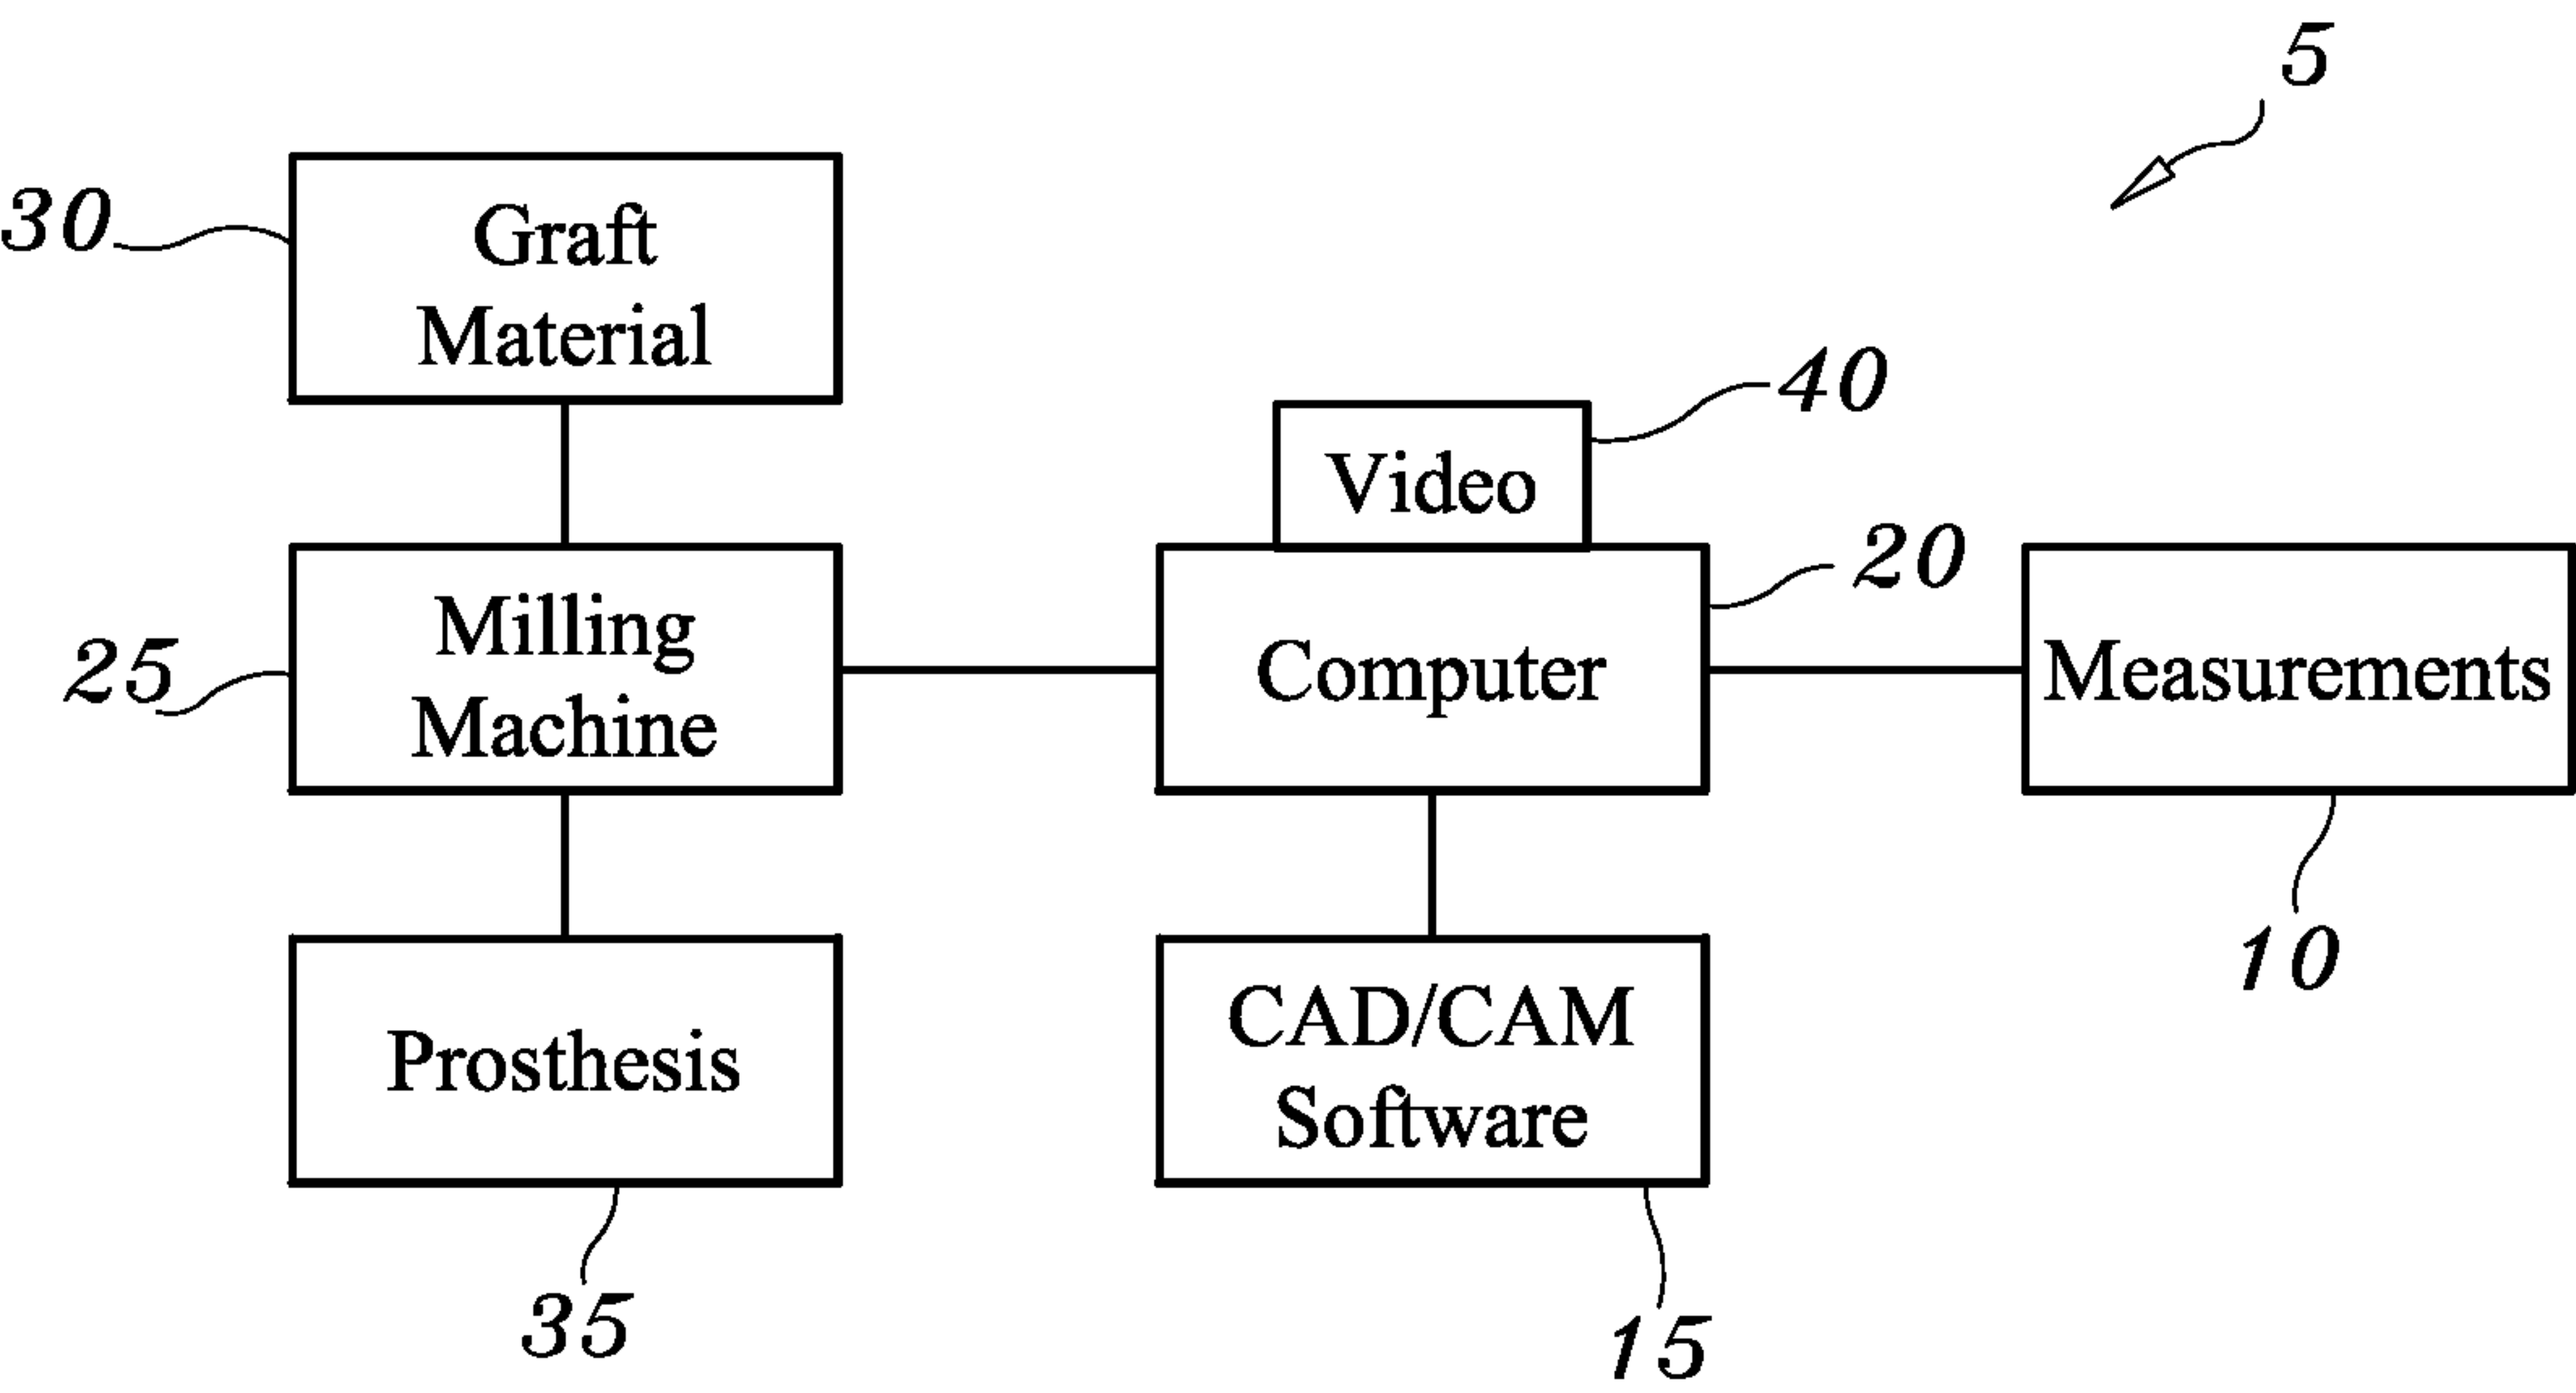 5
30
Graft
Material
40
Video
20
25
Milling
Machine
Computer
Measurements
10
Prosthesis
CAD/CAM
Software
35
15